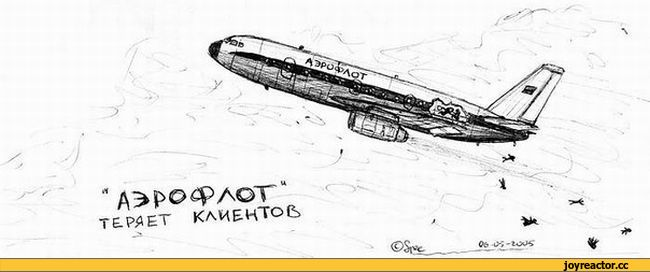 АЭРОФЛОТ
"АЭРОФЛОТ"
ТЕРЯЕТ КЛИЕНТОВ
06-05-2005
joyreactor.cc